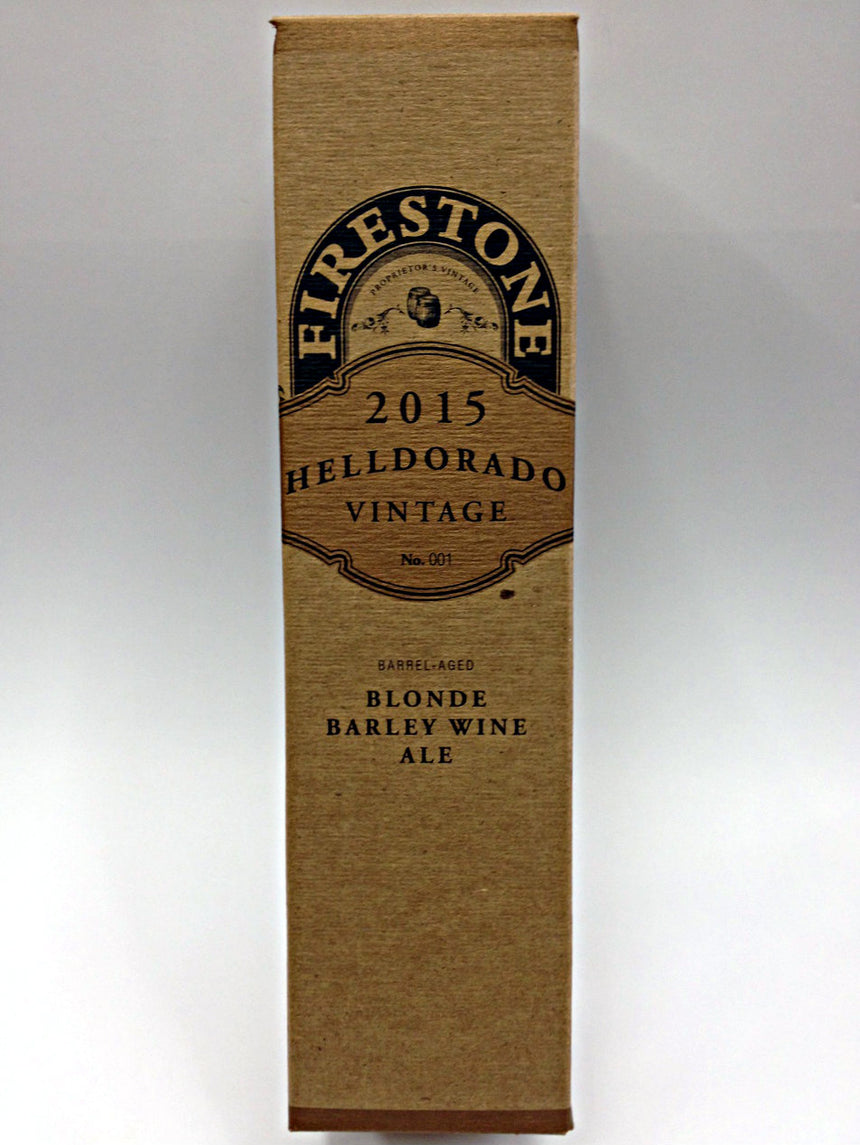 FIRESTONE
PROPRIETOR'S VINTAGE
2015
HELLDORADO
VINTAGE
No. 001
BARREL-AGED
BLONDE
BARLEY WINE
ALE